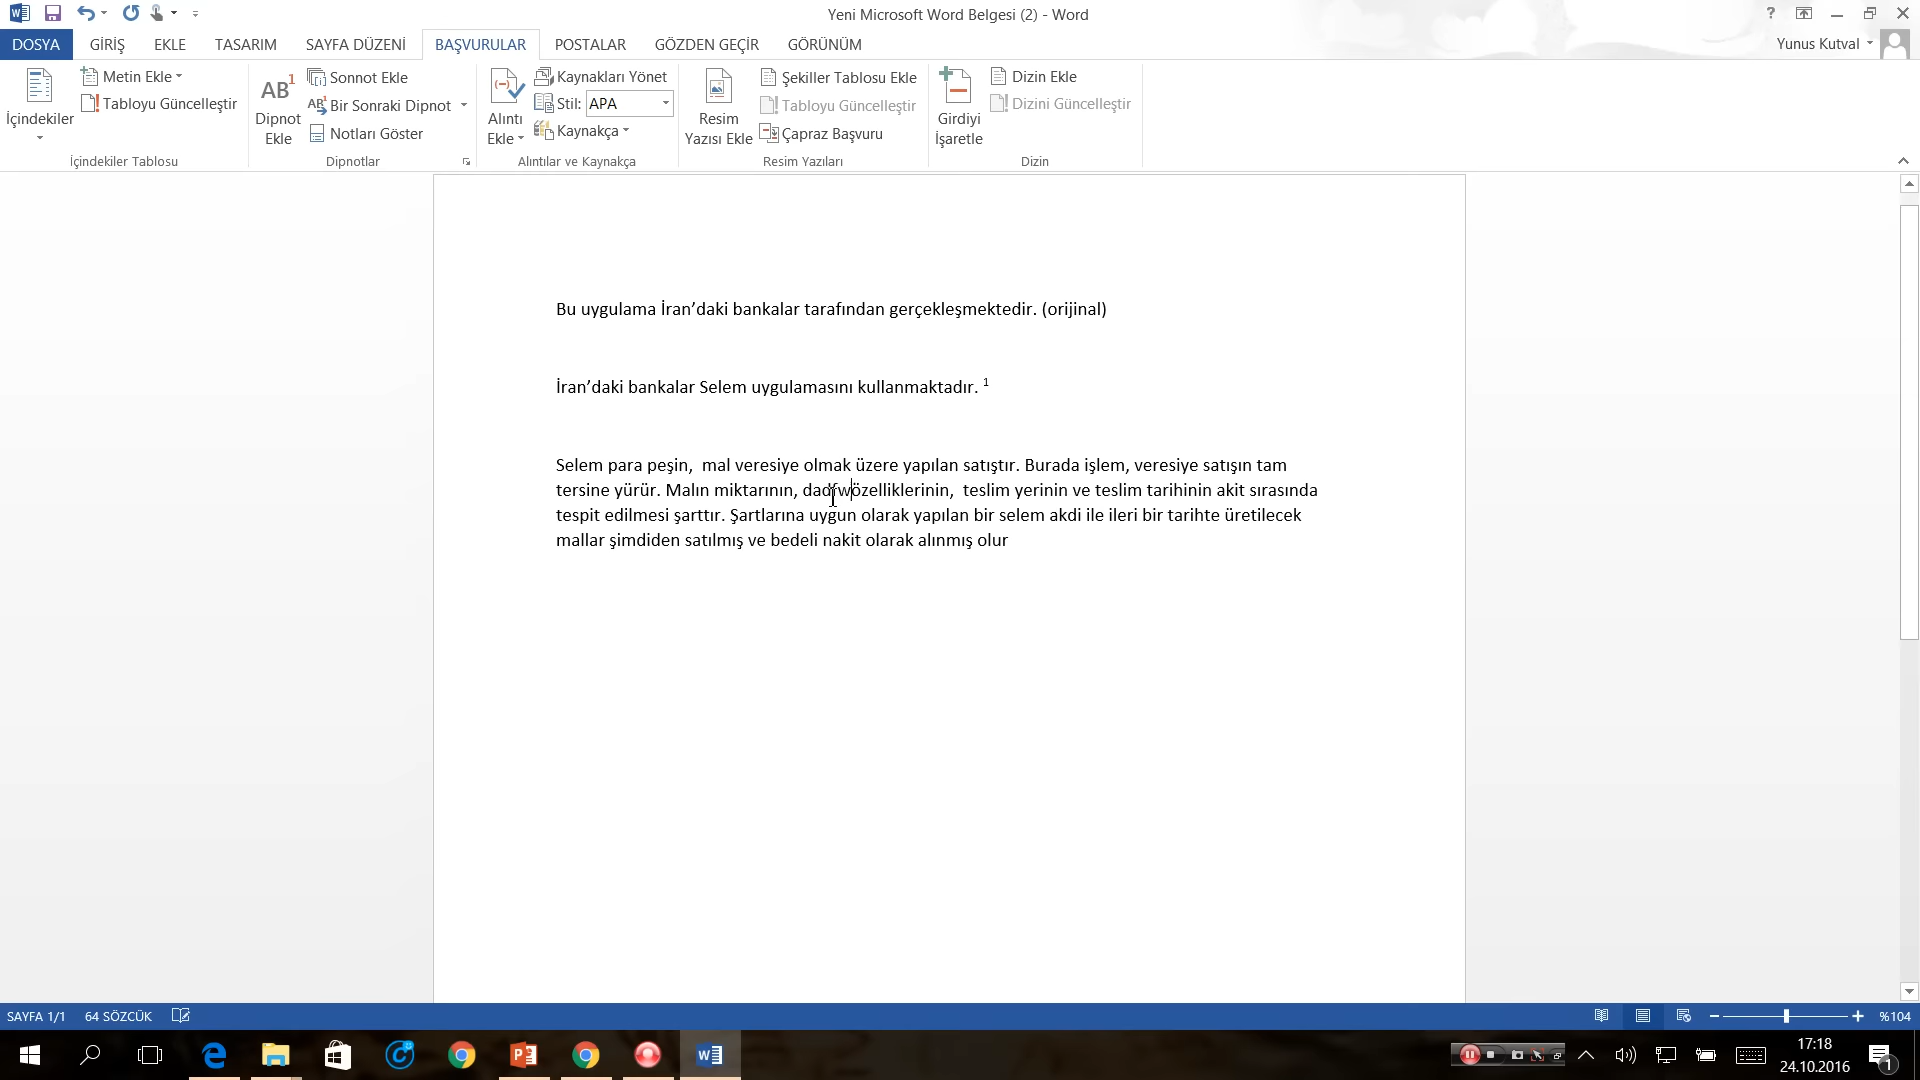 Yeni Microsoft Word Belgesi (2) - Word
?
DOSYA GİRİŞ EKLE TASARIM SAYFA DÜZENİ BAŞVURULAR POSTALAR GÖZDEN GEÇİR GÖRÜNÜM Yunus Kutval
İçindekiler
Metin Ekle
Tabloyu Güncelleştir
İçindekiler Tablosu
AB1
Dipnot
Ekle
Sonnot Ekle
Bir Sonraki Dipnot
Notları Göster
Dipnotlar
Alıntı
Ekle
Kaynakları Yönet
Stil: APA
Kaynakça
Alıntılar ve Kaynakça
Resim
Yazısı Ekle
Şekiller Tablosu Ekle
Tabloyu Güncelleştir
Çapraz Başvuru
Resim Yazıları
Girdiyi
İşaretle
Dizin Ekle
Dizini Güncelleştir
Dizin
Bu uygulama İran’daki bankalar tarafından gerçekleşmektedir. (orijinal)
İran’daki bankalar Selem uygulamasını kullanmaktadır. 1
Selem para peşin,  mal veresiye olmak üzere yapılan satıştır. Burada işlem, veresiye satışın tam
tersine yürür. Malın miktarının, özelliklerinin,  teslim yerinin ve teslim tarihinin akit sırasında
tespit edilmesi şarttır. Şartlarına uygun olarak yapılan bir selem akdi ile ileri bir tarihte üretilecek
mallar şimdiden satılmış ve bedeli nakit olarak alınmış olur
SAYFA 1/1 64 SÖZCÜK %104
17:18
24.10.2016
1